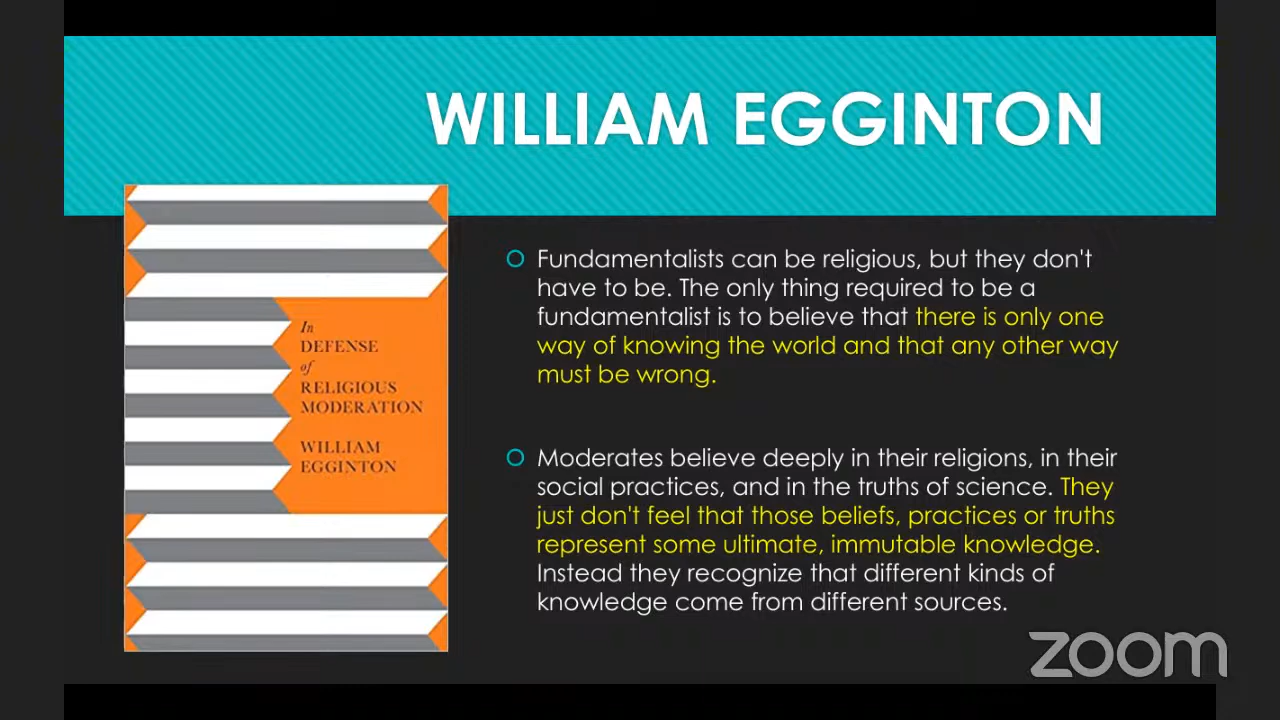 WILLIAM EGGINTON
In
DEFENSE
of
RELIGIOUS
MODERATION
WILLIAM
EGGINTON
Fundamentalists can be religious, but they don't
have to be. The only thing required to be a
fundamentalist is to believe that there is only one
way of knowing the world and that any other way
must be wrong.
Moderates believe deeply in their religions, in their
social practices, and in the truths of science. They
just don't feel that those beliefs, practices or truths
represent some ultimate, immutable knowledge.
Instead they recognize that different kinds of
knowledge come from different sources.
zoom